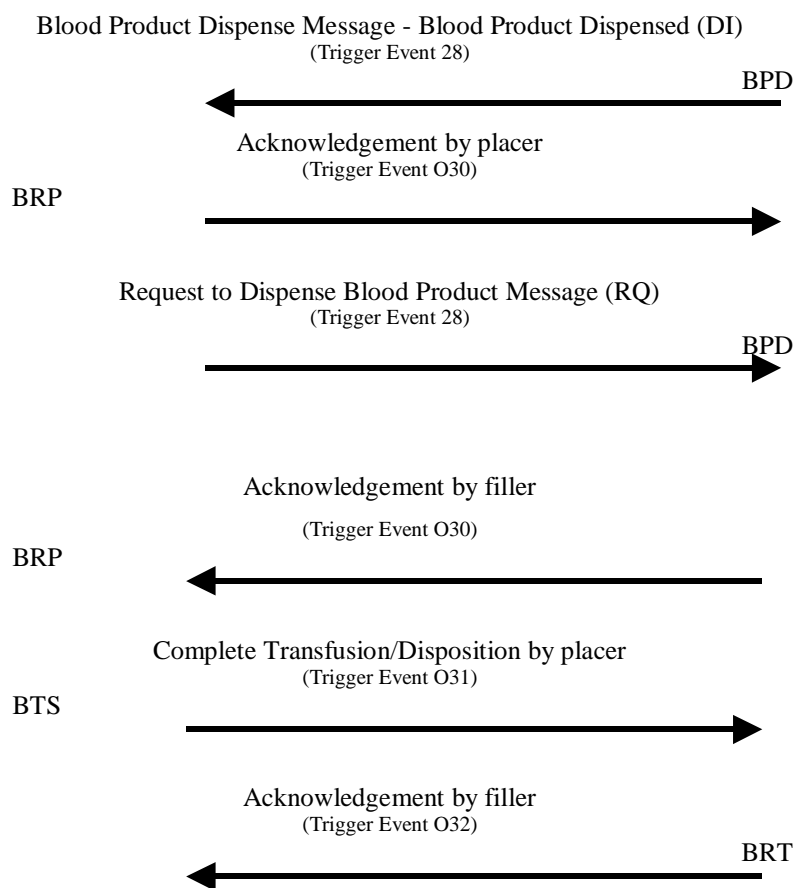 Blood Product Dispense Message - Blood Product Dispensed (DI)
(Trigger Event 28)
BPD
Acknowledgement by placer
(Trigger Event O30)
BRP
Request to Dispense Blood Product Message (RQ)
(Trigger Event 28)
BPD
Acknowledgement by filler
(Trigger Event O30)
BRP
Complete Transfusion/Disposition by placer
(Trigger Event O31)
BTS
Acknowledgement by filler
(Trigger Event O32)
BRT